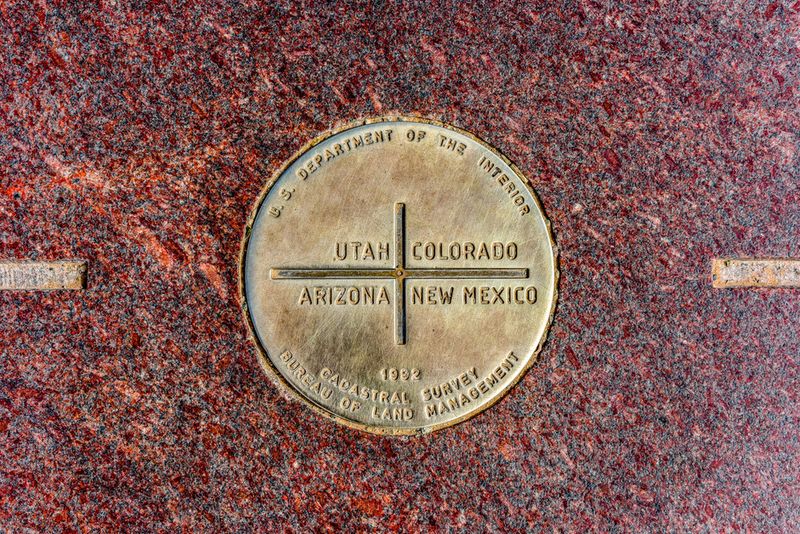 U.S. DEPARTMENT OF THE INTERIOR
UTAH COLORADO
ARIZONA NEW MEXICO
1992
CADASTRAL SURVEY
BUREAU OF LAND MANAGEMENT